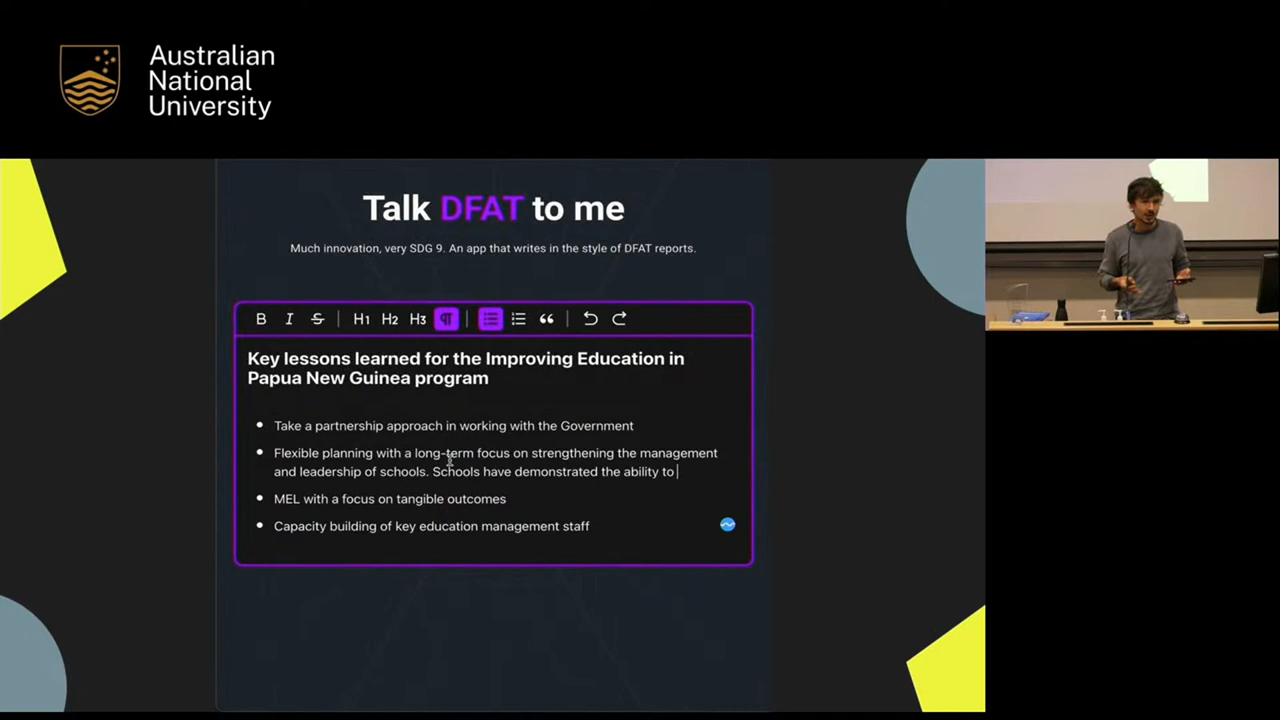 Australian
National
University
Talk DFAT to me
Much innovation, very SDG 9. An app that writes in the style of DFAT reports.
B I S H1 H2 H3
Key lessons learned for the Improving Education in
Papua New Guinea program
Take a partnership approach in working with the Government
Flexible planning with a long-term focus on strengthening the management
and leadership of schools. Schools have demonstrated the ability to
MEL with a focus on tangible outcomes
Capacity building of key education management staff